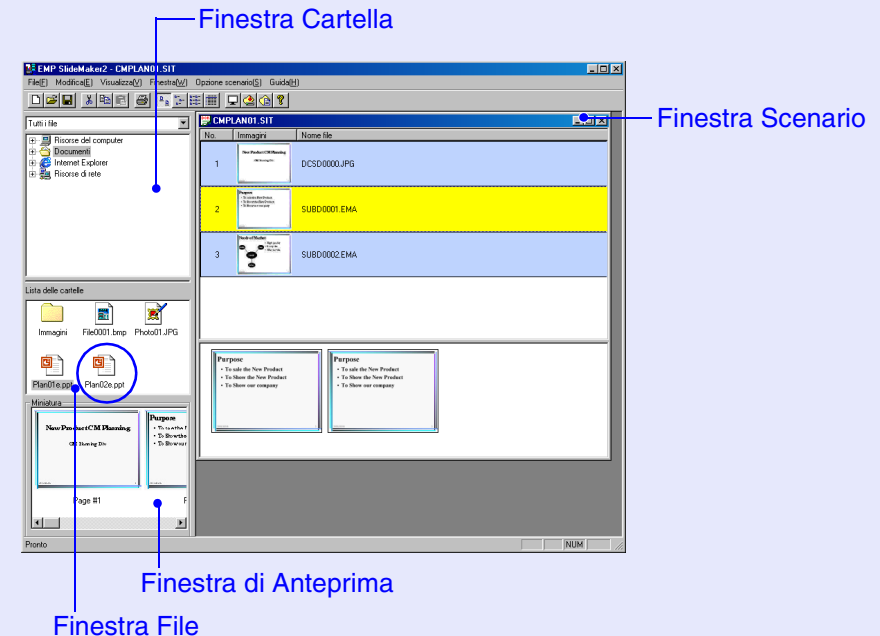 Finestra Cartella
EMP SlideMaker2 - CMPLAN01.SIT
File(F) Modifica(E) Visualizza(V) Finestra(W) Opzione scenario(S) Guida(H)
Tutti i file
Risorse del computer
Documenti
Internet Explorer
Risorse di rete
CMPLAN01.SIT
Finestra Scenario
No. Immagini Nome file
1 New Product CM Planning DCSD0000.JPG
2 Purpose SUBD0001.EMA
3 SUBD0002.EMA
Lista delle cartelle
Immagini File0001.bmp Photo01.JPG
Plan01e.ppt Plan02e.ppt
Miniatura
New Product CM Planning
Purpose
Page #1
Purpose
• To sale the New Product
• To Show the New Product
• To Show our company
Purpose
• To sale the New Product
• To Show the New Product
• To Show our company
Pronto
NUM
Finestra di Anteprima
Finestra File